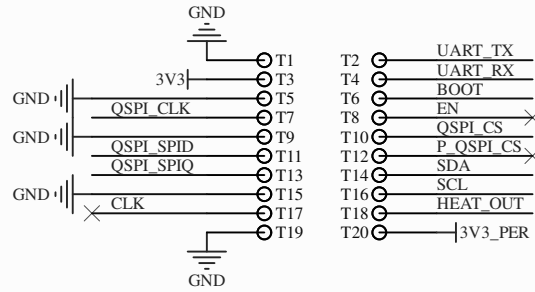 GND
T1 T2 UART_TX
3V3 T3 T4 UART_RX
GND T5 T6 BOOT
QSPI_CLK T7 T8 EN
GND T9 T10 QSPI_CS
QSPI_SPID T11 T12 P_QSPI_CS
QSPI_SPIQ T13 T14 SDA
GND T15 T16 SCL
CLK T17 T18 HEAT_OUT
T19 T20 3V3_PER
GND